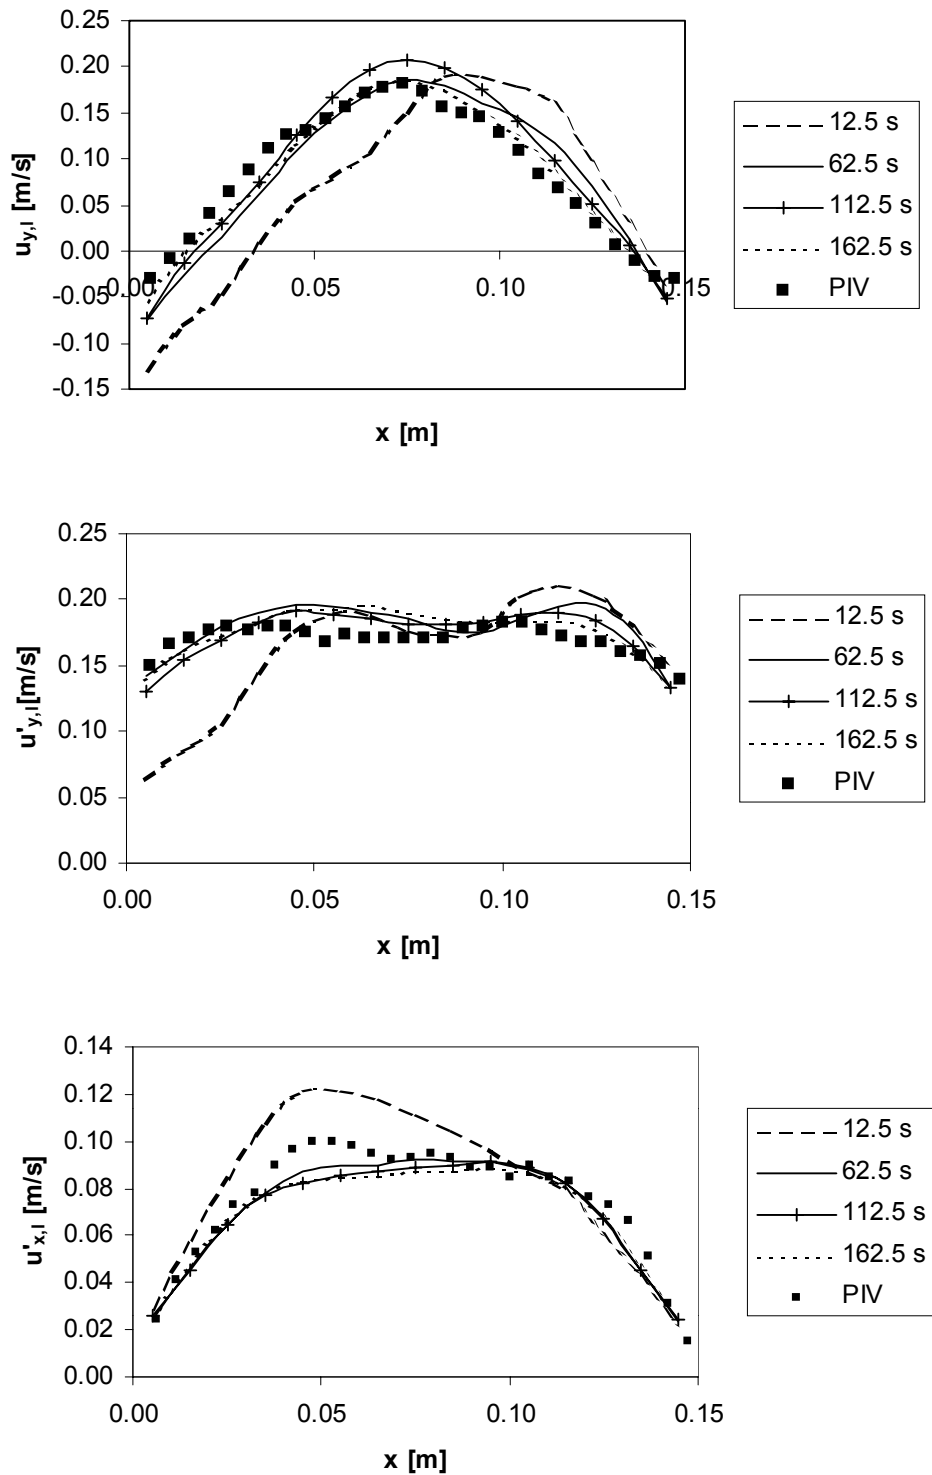 0.25
0.20
0.15
0.10
0.05
0.00
-0.05
-0.10
-0.15
u_y,l [m/s]
0.00 0.05 0.10 0.15
x [m]
12.5 s
62.5 s
112.5 s
162.5 s
PIV
0.25
0.20
0.15
0.10
0.05
0.00
u'_y,l[m/s]
0.00 0.05 0.10 0.15
x [m]
12.5 s
62.5 s
112.5 s
162.5 s
PIV
0.14
0.12
0.10
0.08
0.06
0.04
0.02
0.00
u'_x,l [m/s]
0.00 0.05 0.10 0.15
x [m]
12.5 s
62.5 s
112.5 s
162.5 s
PIV